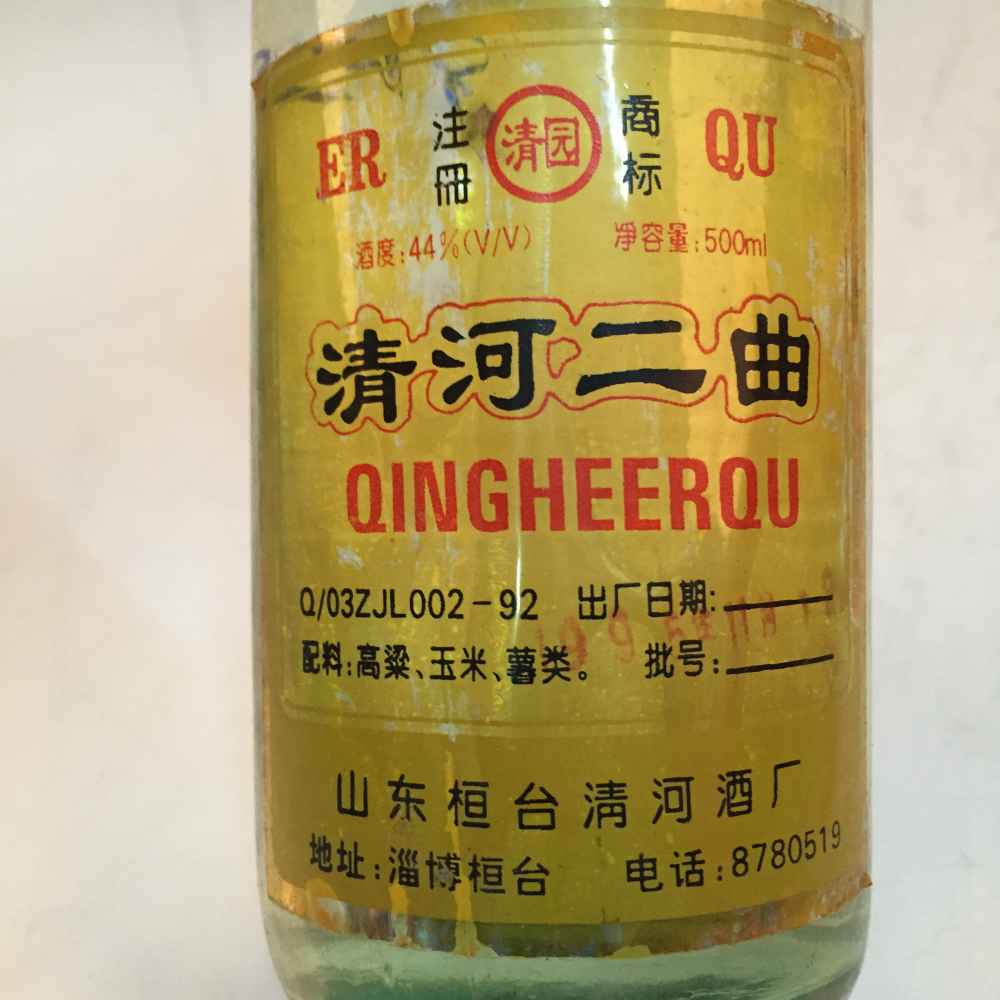 ER 注册 清园 商标 QU
酒度:44%(V/V) 净容量:500ml
清河二曲
QINGHEERQU
Q/03ZJL002-92 出厂日期:
配料:高粱、玉米、薯类。 批号:
山东桓台清河酒厂
地址:淄博桓台 电话:8780519